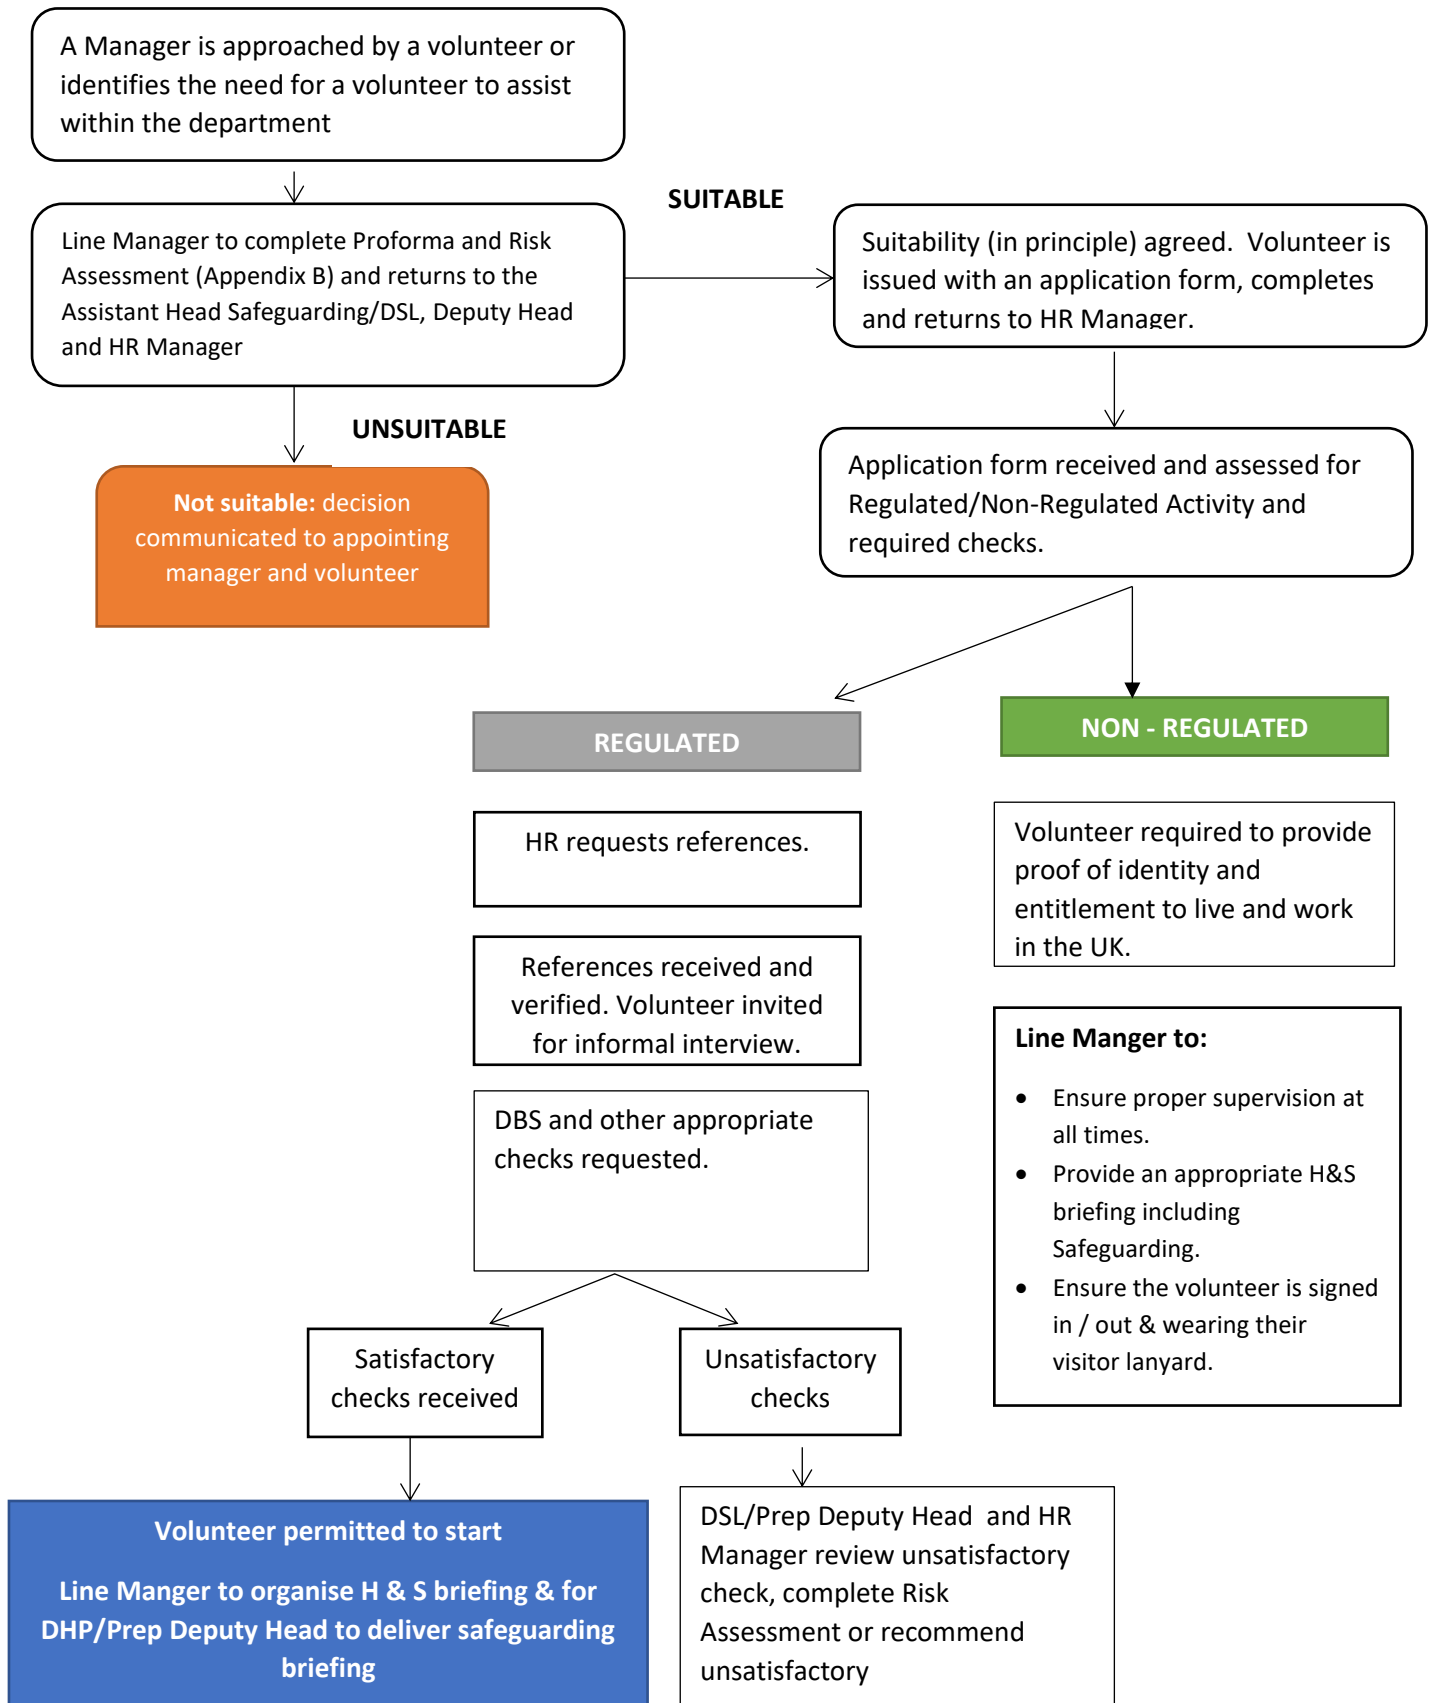 A Manager is approached by a volunteer or
identifies the need for a volunteer to assist
within the department
SUITABLE
Line Manager to complete Proforma and Risk
Assessment (Appendix B) and returns to the
Assistant Head Safeguarding/DSL, Deputy Head
and HR Manager
Suitability (in principle) agreed.  Volunteer is
issued with an application form, completes
and returns to HR Manager.
UNSUITABLE
Not suitable: decision
communicated to appointing
manager and volunteer
Application form received and assessed for
Regulated/Non-Regulated Activity and
required checks.
REGULATED
NON - REGULATED
HR requests references.
References received and
verified. Volunteer invited
for informal interview.
DBS and other appropriate
checks requested.
Volunteer required to provide
proof of identity and
entitlement to live and work
in the UK.
Line Manger to:
• Ensure proper supervision at
all times.
• Provide an appropriate H&S
briefing including
Safeguarding.
• Ensure the volunteer is signed
in / out & wearing their
visitor lanyard.
Satisfactory
checks received
Unsatisfactory
checks
Volunteer permitted to start
Line Manger to organise H & S briefing & for
DHP/Prep Deputy Head to deliver safeguarding
briefing
DSL/Prep Deputy Head  and HR
Manager review unsatisfactory
check, complete Risk
Assessment or recommend
unsatisfactory